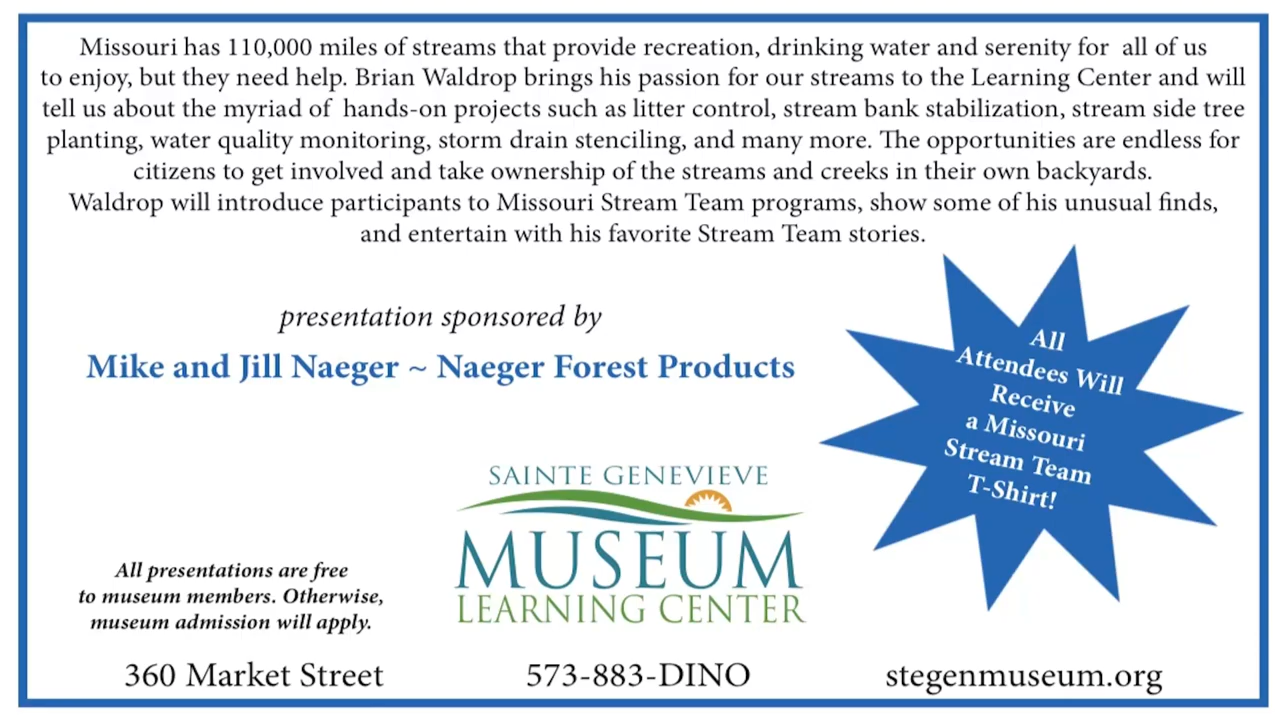 Missouri has 110,000 miles of streams that provide recreation, drinking water and serenity for all of us
to enjoy, but they need help. Brian Waldrop brings his passion for our streams to the Learning Center and will
tell us about the myriad of hands-on projects such as litter control, stream bank stabilization, stream side tree
planting, water quality monitoring, storm drain stenciling, and many more. The opportunities are endless for
citizens to get involved and take ownership of the streams and creeks in their own backyards.
Waldrop will introduce participants to Missouri Stream Team programs, show some of his unusual finds,
and entertain with his favorite Stream Team stories.
presentation sponsored by
Mike and Jill Naeger ~ Naeger Forest Products
All
Attendees Will
Receive
a Missouri
Stream Team
T-Shirt!
SAINTE GENEVIEVE
MUSEUM
LEARNING CENTER
All presentations are free
to museum members. Otherwise,
museum admission will apply.
360 Market Street
573-883-DINO
stegenmuseum.org